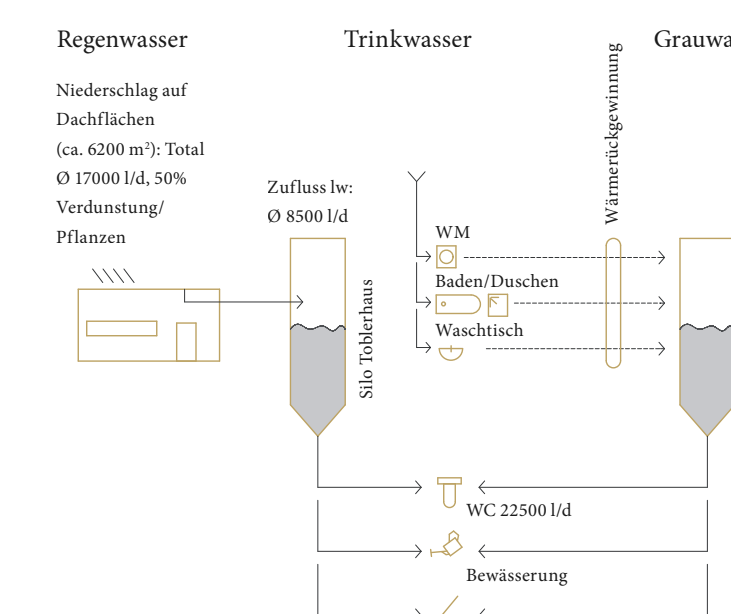 Regenwasser
Trinkwasser
Grauwa
Niederschlag auf
Dachflächen
(ca. 6200 m²): Total
Ø 17000 l/d, 50%
Verdunstung/
Pflanzen
Zufluss lw:
Ø 8500 l/d
Silo Toblerhaus
WM
Baden/Duschen
Waschtisch
Wärmerückgewinnung
WC 22500 l/d
Bewässerung